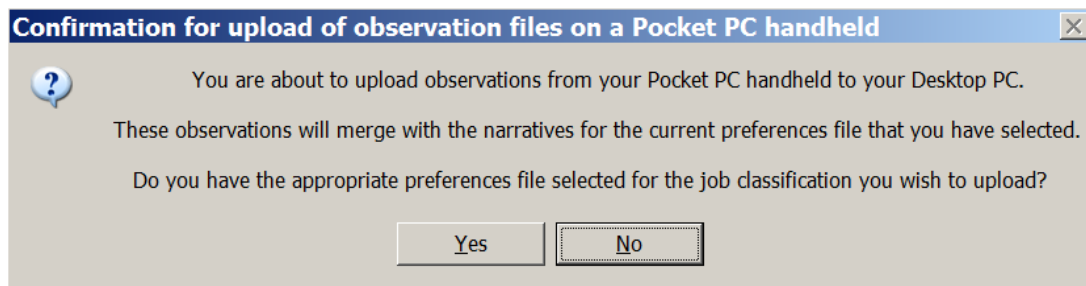 Confirmation for upload of observation files on a Pocket PC handheld
You are about to upload observations from your Pocket PC handheld to your Desktop PC.
These observations will merge with the narratives for the current preferences file that you have selected.
Do you have the appropriate preferences file selected for the job classification you wish to upload?
Yes No